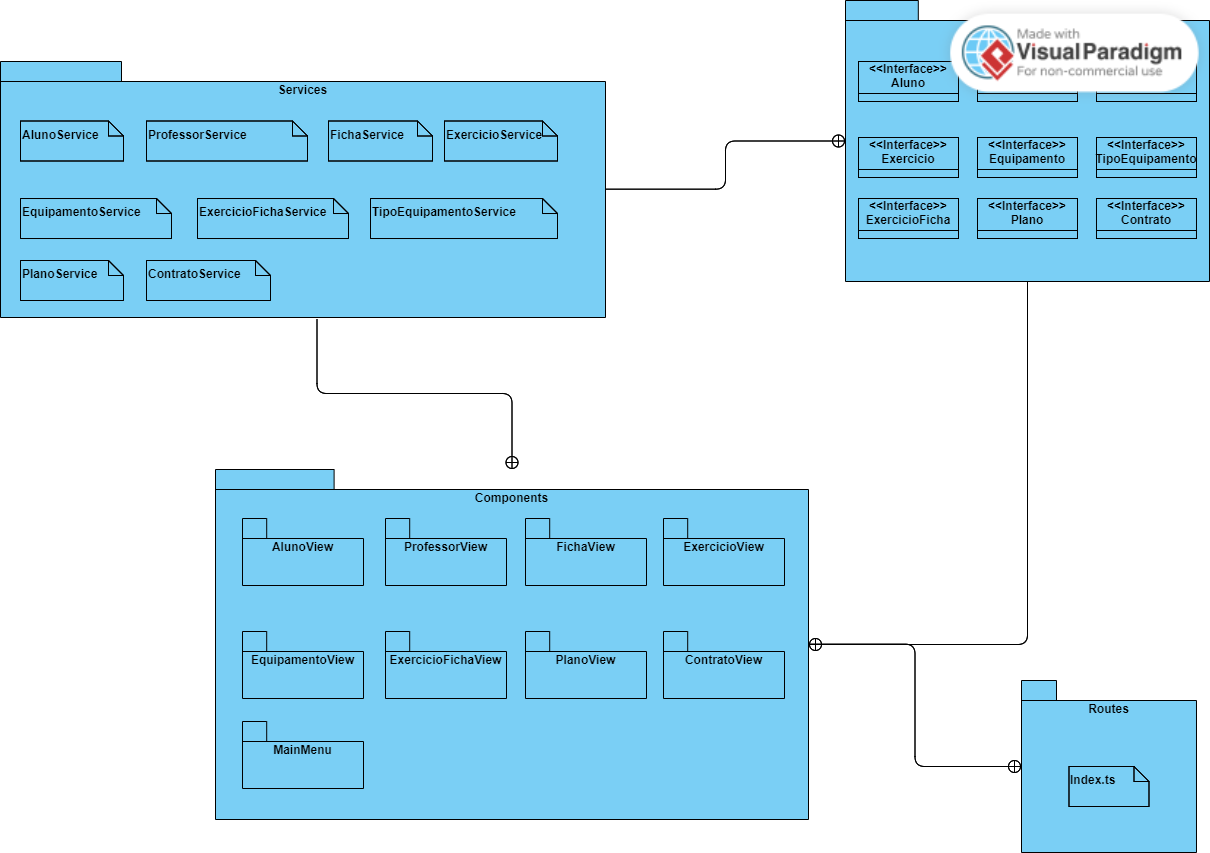 Made with
Visual Paradigm
For non-commercial use
Services
AlunoService
ProfessorService
FichaService
ExercicioService
EquipamentoService
ExercicioFichaService
TipoEquipamentoService
PlanoService
ContratoService
<<Interface>>
Aluno
<<Interface>>
Exercicio
<<Interface>>
Equipamento
<<Interface>>
TipoEquipamento
<<Interface>>
ExercicioFicha
<<Interface>>
Plano
<<Interface>>
Contrato
Components
AlunoView
ProfessorView
FichaView
ExercicioView
EquipamentoView
ExercicioFichaView
PlanoView
ContratoView
MainMenu
Routes
Index.ts